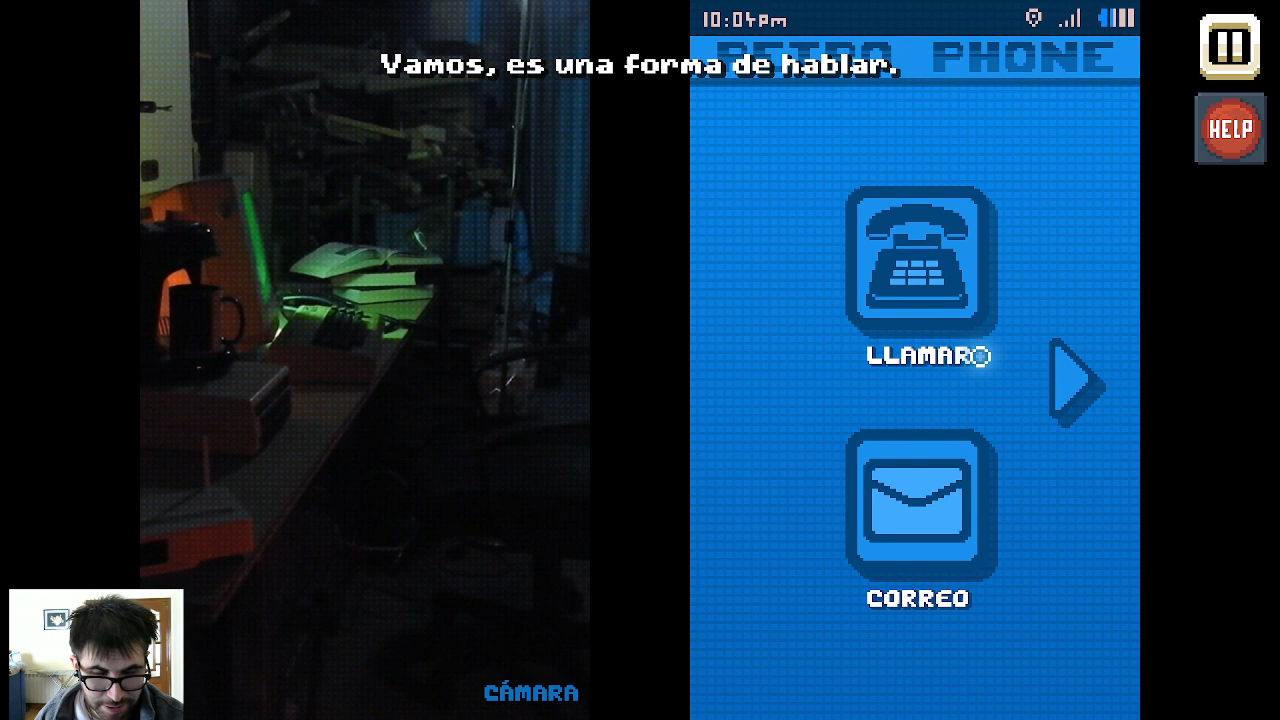 10:04pm
RETRO PHONE
Vamos, es una forma de hablar.
HELP
LLAMAR
CORREO
CÁMARA